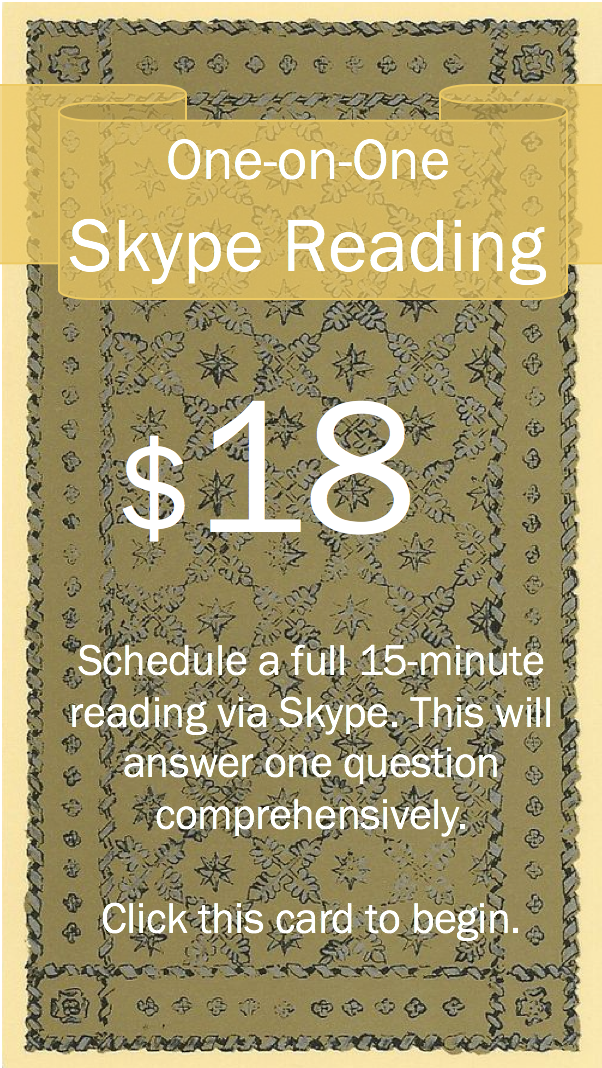 One-on-One
Skype Reading
$18
Schedule a full 15-minute
reading via Skype. This will
answer one question
comprehensively.
Click this card to begin.